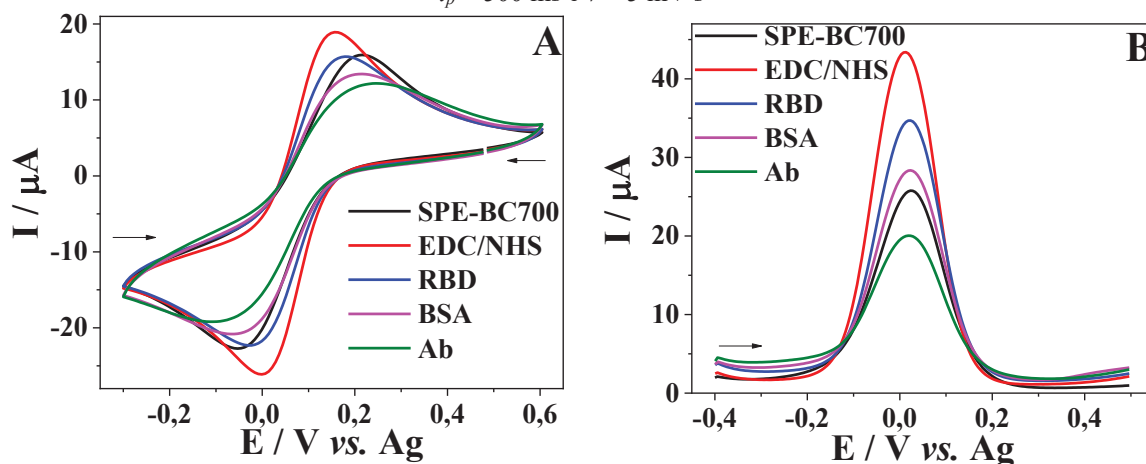 A
20
10
0
-10
-20
I / µA
SPE-BC700
EDC/NHS
RBD
BSA
Ab
-0,2 0,0 0,2 0,4 0,6
E / V vs. Ag
B
SPE-BC700
EDC/NHS
RBD
BSA
Ab
40
30
20
10
0
I / µA
-0,4 -0,2 0,0 0,2 0,4
E / V vs. Ag